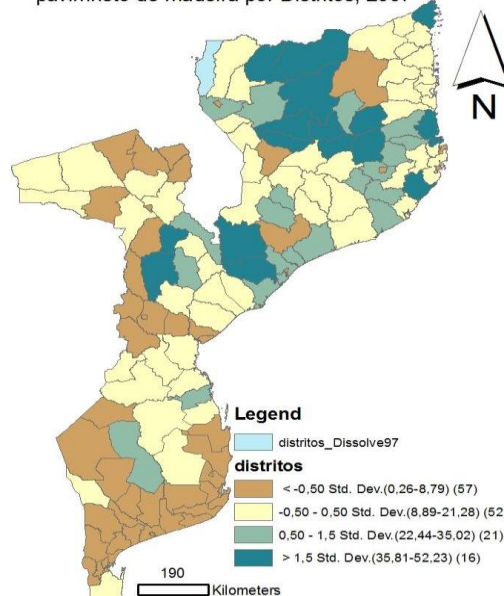 pavimneto de madeira por Distritos, 2007
N
Legend
distritos_Dissolve97
distritos
< -0,50 Std. Dev.(0,26-8,79) (57)
-0,50 - 0,50 Std. Dev.(8,89-21,28) (52
0,50 - 1,5 Std. Dev.(22,44-35,02) (21)
> 1,5 Std. Dev.(35,81-52,23) (16)
190
Kilometers